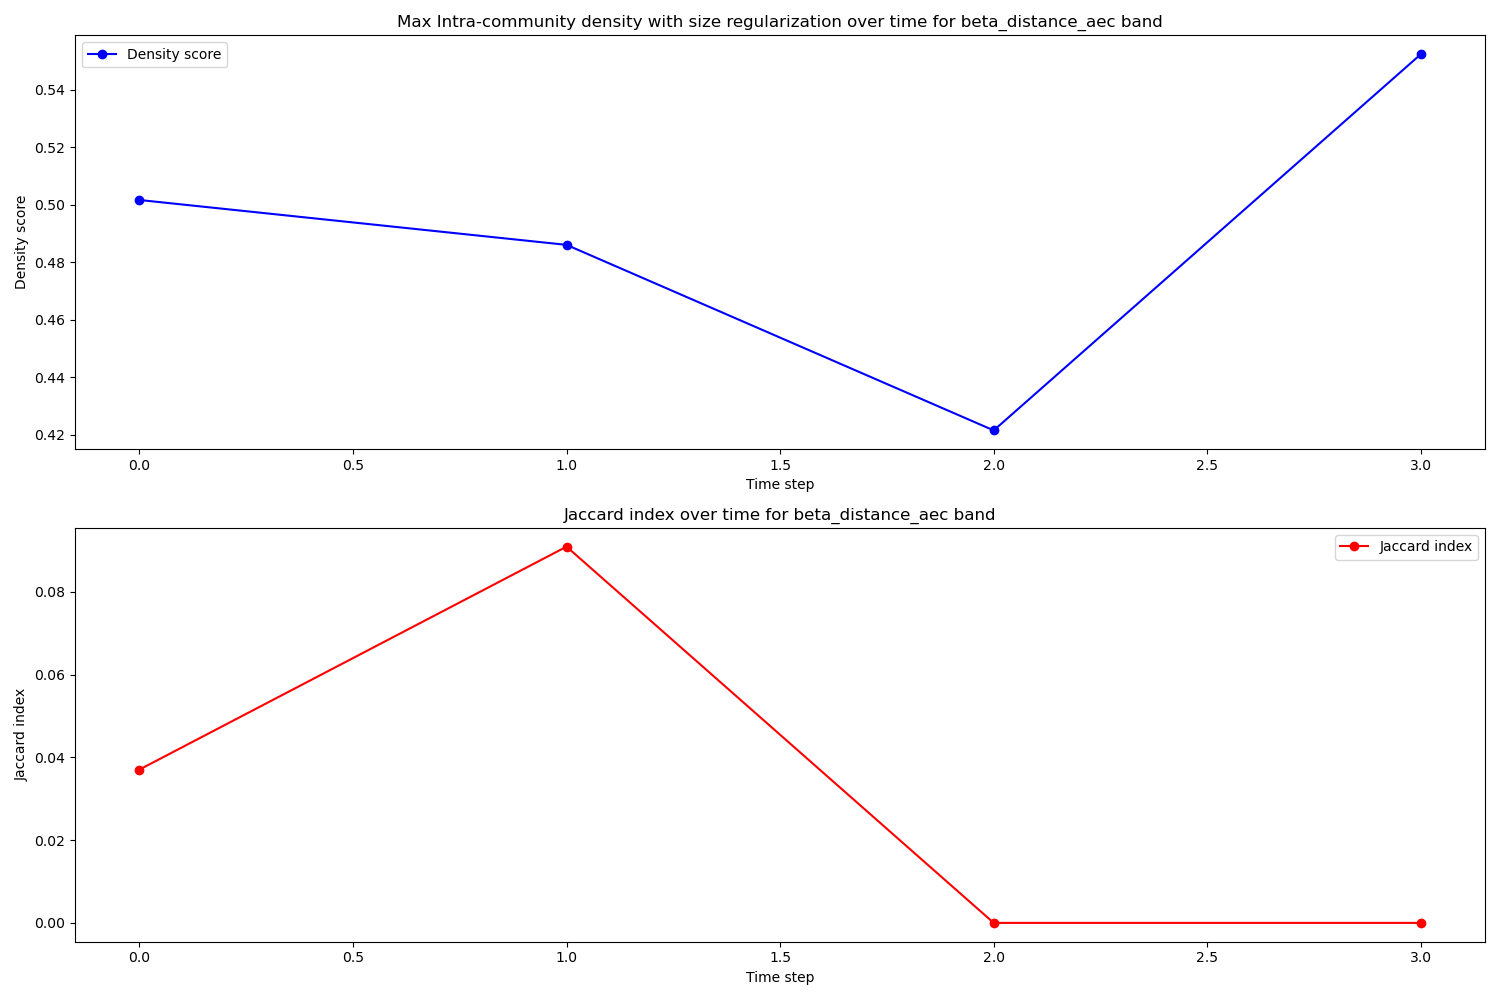 Max Intra-community density with size regularization over time for beta_distance_aec band
Density score
0.54
0.52
0.50
0.48
0.46
0.44
0.42
Density score
0.0 0.5 1.0 1.5 2.0 2.5 3.0
Time step
Jaccard index over time for beta_distance_aec band
Jaccard index
0.08
0.06
0.04
0.02
0.00
Jaccard index
0.0 0.5 1.0 1.5 2.0 2.5 3.0
Time step